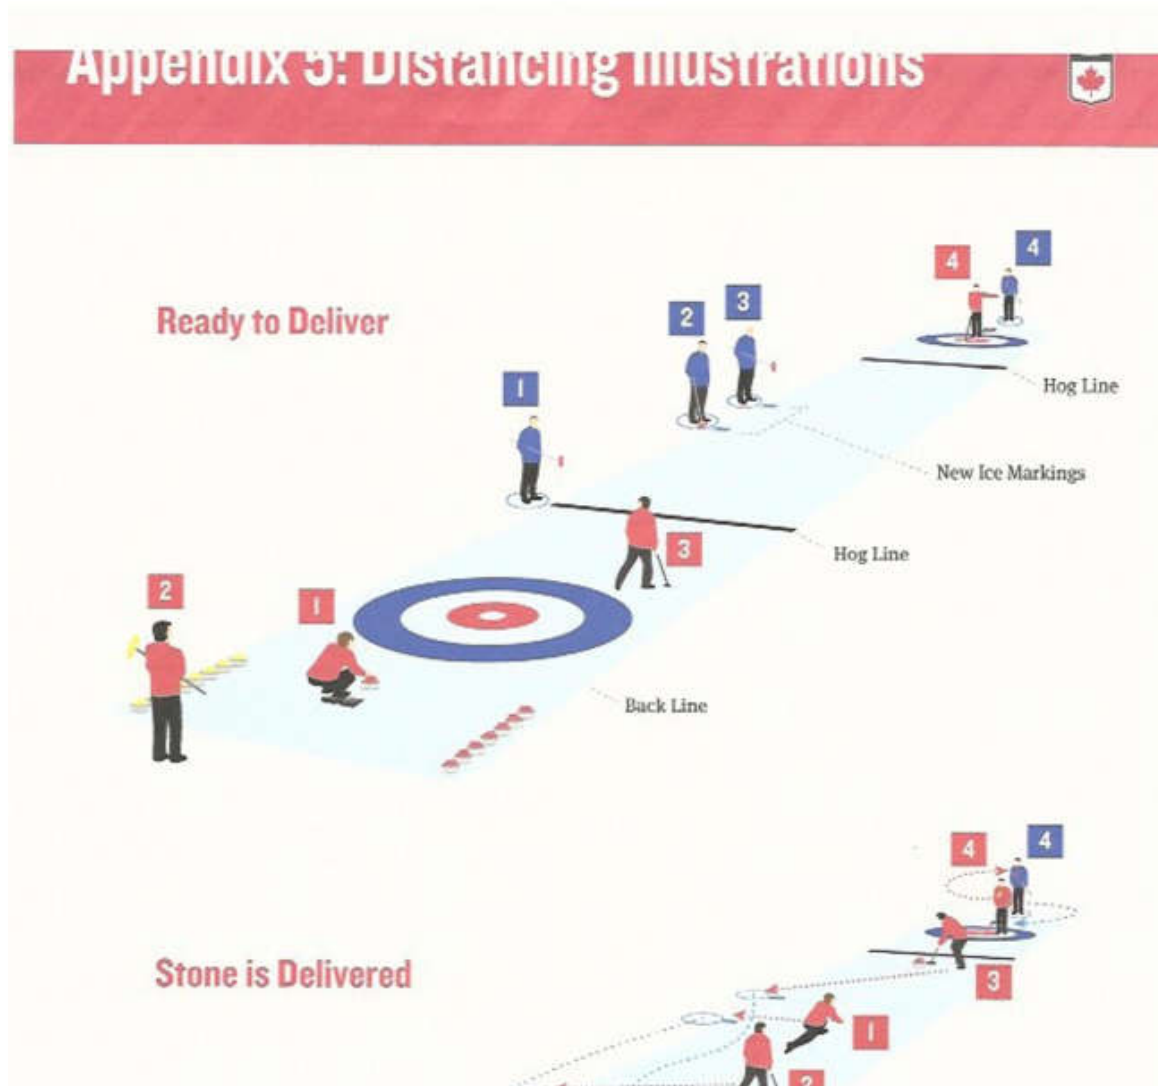 Appendix 5: Distancing Illustrations
4
4
Ready to Deliver
3
2
1
Hog Line
New Ice Markings
Hog Line
3
2
1
Back Line
4
4
Stone is Delivered
3
1
2